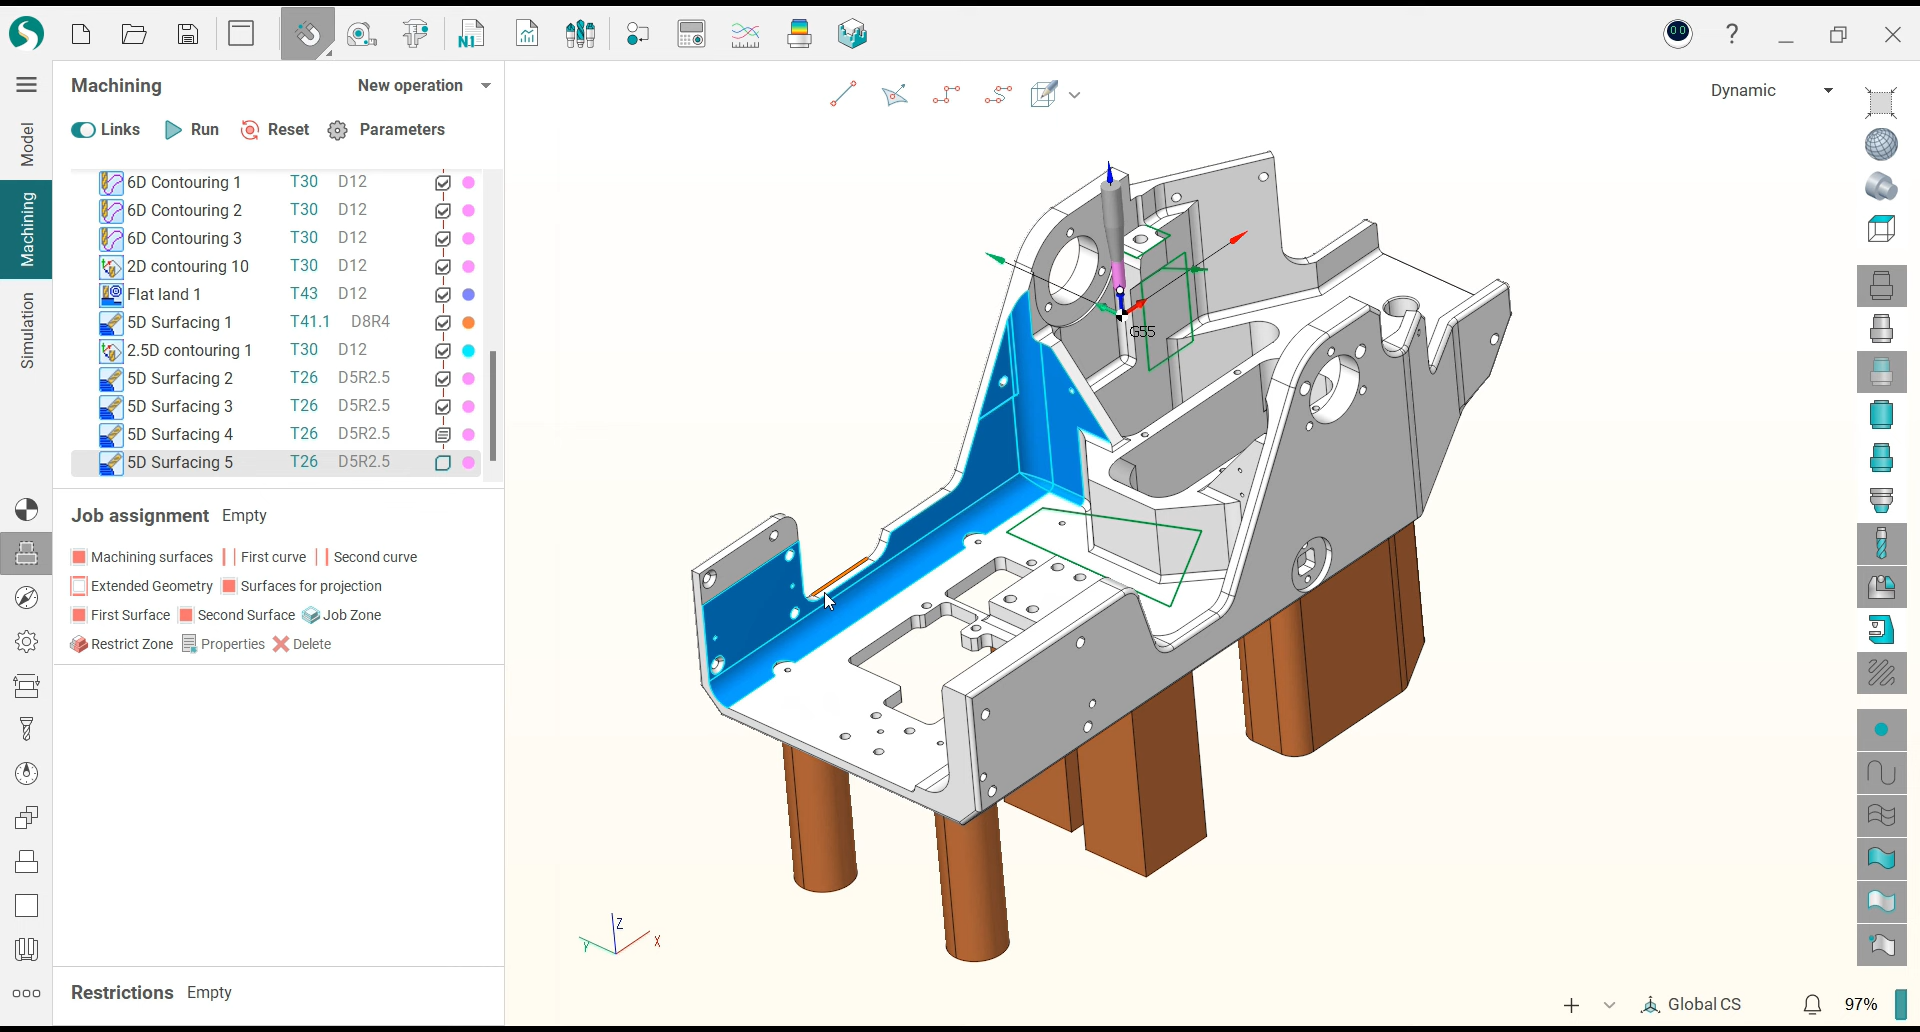 N1
Machining
New operation
Dynamic
Links
Run
Reset
Parameters
Model
Machining
Simulation
6D Contouring 1 T30 D12
6D Contouring 2 T30 D12
6D Contouring 3 T30 D12
2D contouring 10 T30 D12
Flat land 1 T43 D12
5D Surfacing 1 T41.1 D8R4
2.5D contouring 1 T30 D12
5D Surfacing 2 T26 D5R2.5
5D Surfacing 3 T26 D5R2.5
5D Surfacing 4 T26 D5R2.5
5D Surfacing 5 T26 D5R2.5
Job assignment Empty
Machining surfaces First curve Second curve
Extended Geometry Surfaces for projection
First Surface Second Surface Job Zone
Restrict Zone Properties Delete
Restrictions Empty
G55
Z
Y
X
Global CS
97%